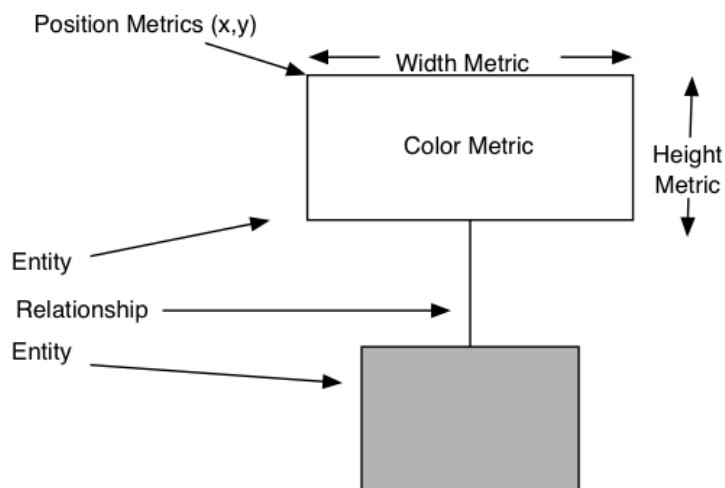 Position Metrics (x,y)
Width Metric
Color Metric
Height
Metric
Entity
Relationship
Entity